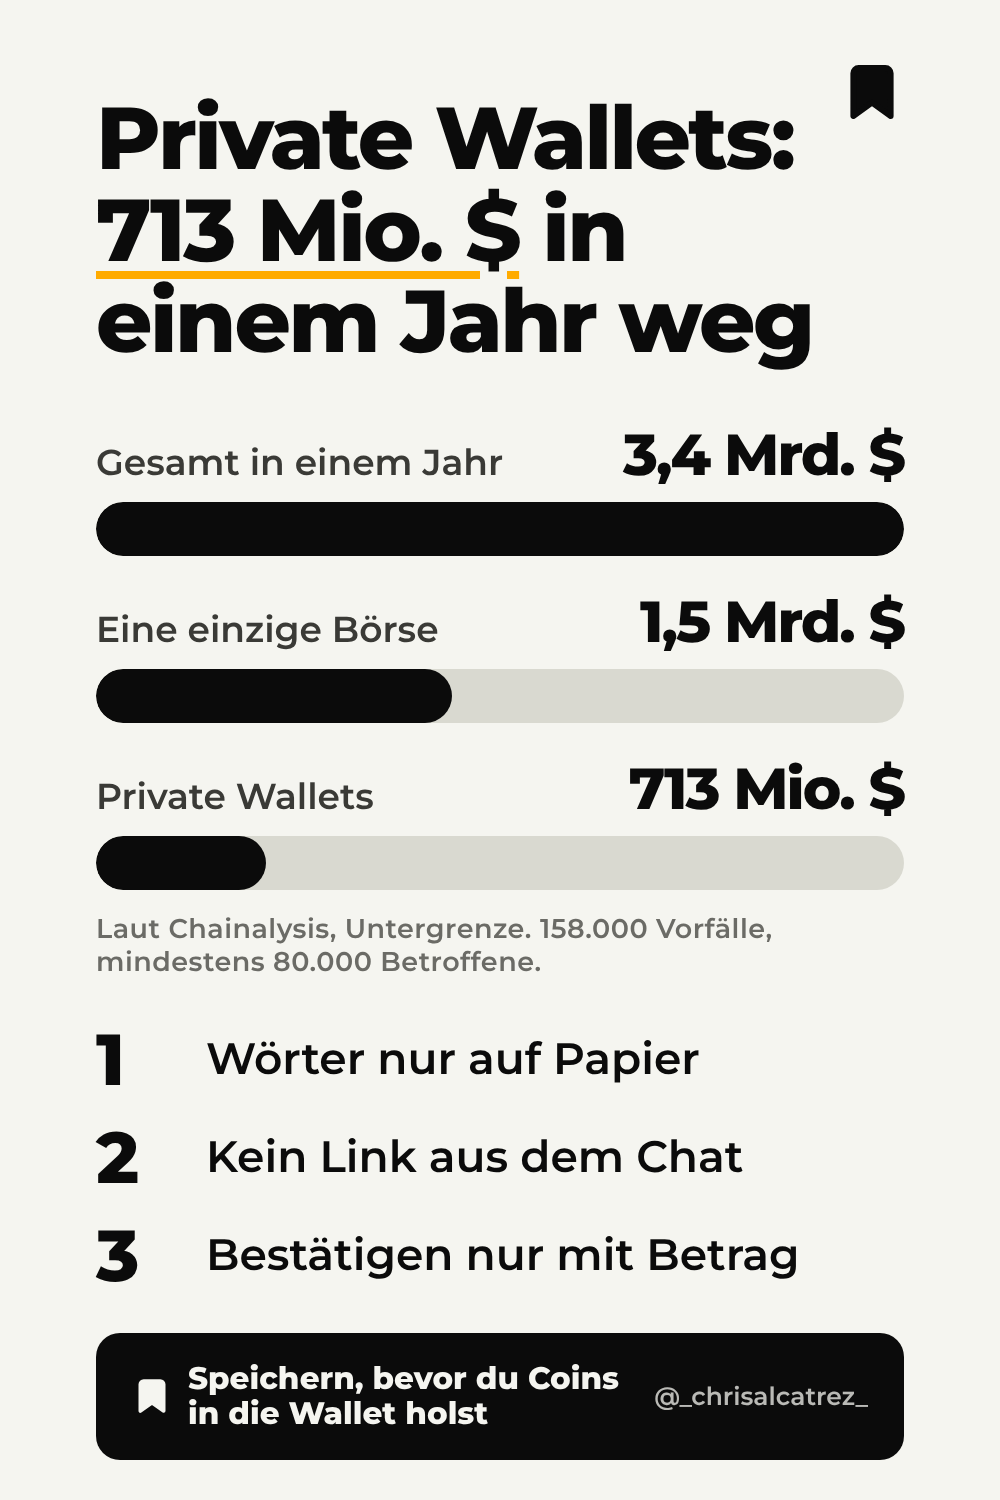 Private Wallets:
713 Mio. $ in
einem Jahr weg
Gesamt in einem Jahr 3,4 Mrd. $
Eine einzige Börse 1,5 Mrd. $
Private Wallets 713 Mio. $
Laut Chainalysis, Untergrenze. 158.000 Vorfälle,
mindestens 80.000 Betroffene.
1 Wörter nur auf Papier
2 Kein Link aus dem Chat
3 Bestätigen nur mit Betrag
Speichern, bevor du Coins
in die Wallet holst
@_chrisalcatrez_